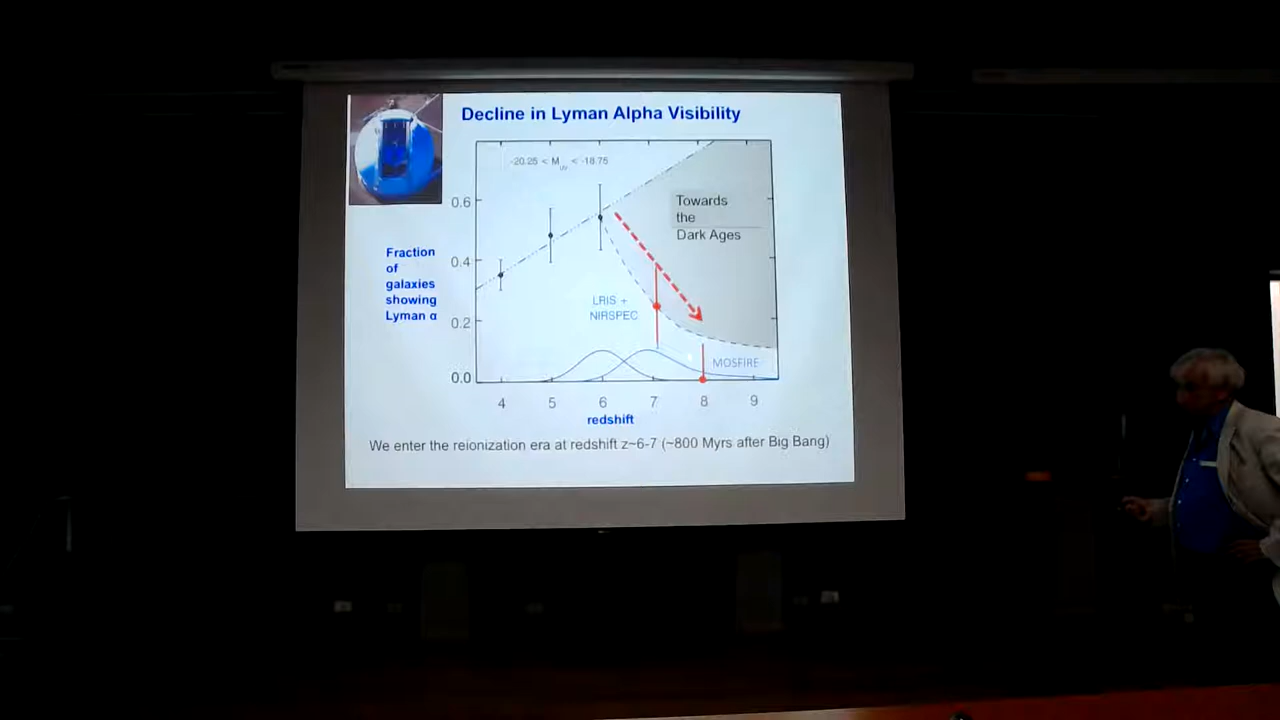 Decline in Lyman Alpha Visibility
-20.25 < M_UV < -18.75
Towards
the
Dark Ages
Fraction
of
galaxies
showing
Lyman α
0.6
0.4
0.2
0.0
LRIS +
NIRSPEC
MOSFIRE
4 5 6 7 8 9
redshift
We enter the reionization era at redshift z~6-7 (~800 Myrs after Big Bang)